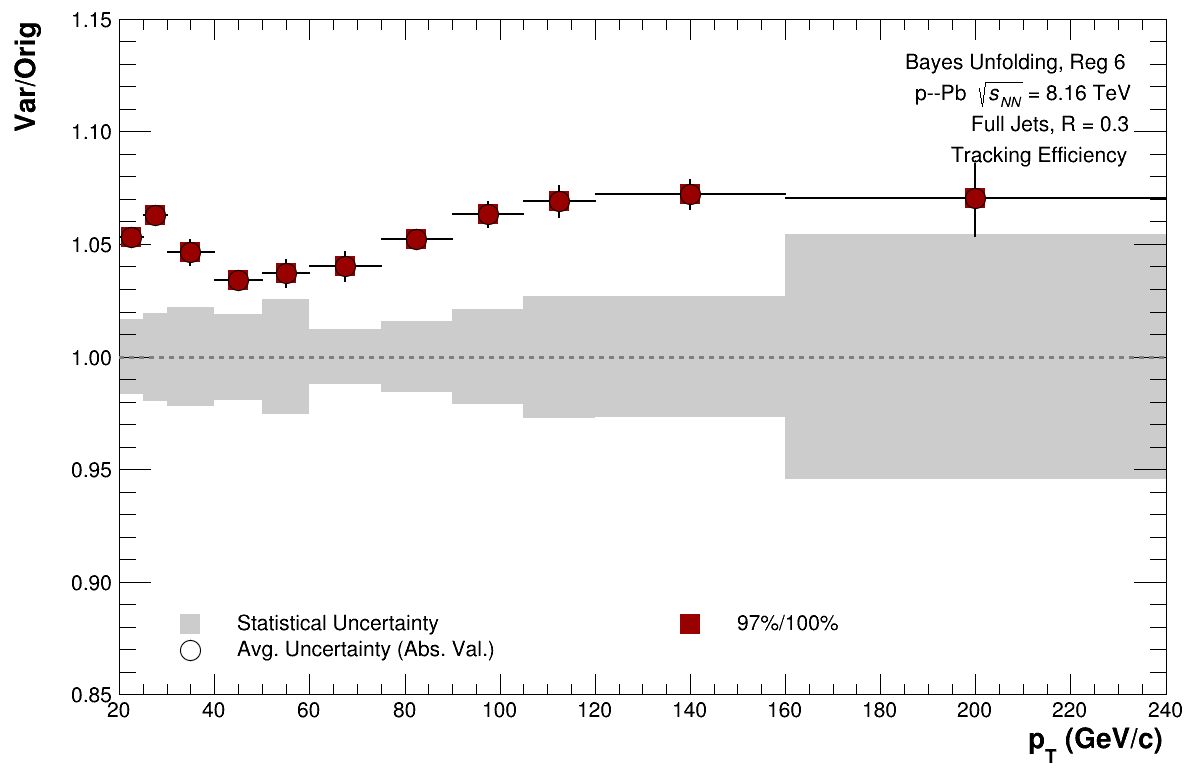 Var/Orig
1.15
1.10
1.05
1.00
0.95
0.90
0.85
Bayes Unfolding, Reg 6
p--Pb √sNN = 8.16 TeV
Full Jets, R = 0.3
Tracking Efficiency
Statistical Uncertainty
97%/100%
Avg. Uncertainty (Abs. Val.)
20 40 60 80 100 120 140 160 180 200 220 240
pT (GeV/c)